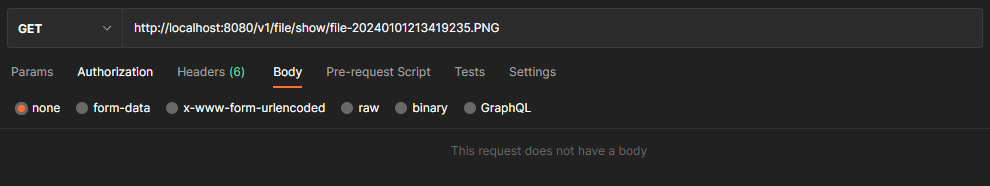 GET http://localhost:8080/v1/file/show/file-20240101213419235.PNG
Params Authorization Headers (6) Body Pre-request Script Tests Settings
none form-data x-www-form-urlencoded raw binary GraphQL
This request does not have a body